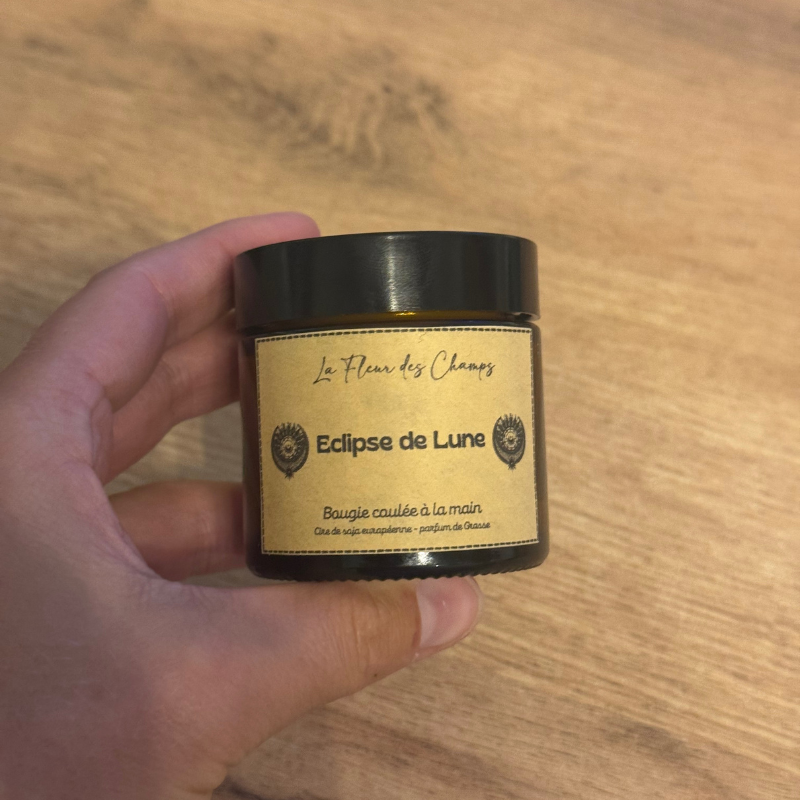 La Fleur des Champs
Eclipse de Lune
Bougie coulée à la main
Cire de soja européenne - parfum de Grasse